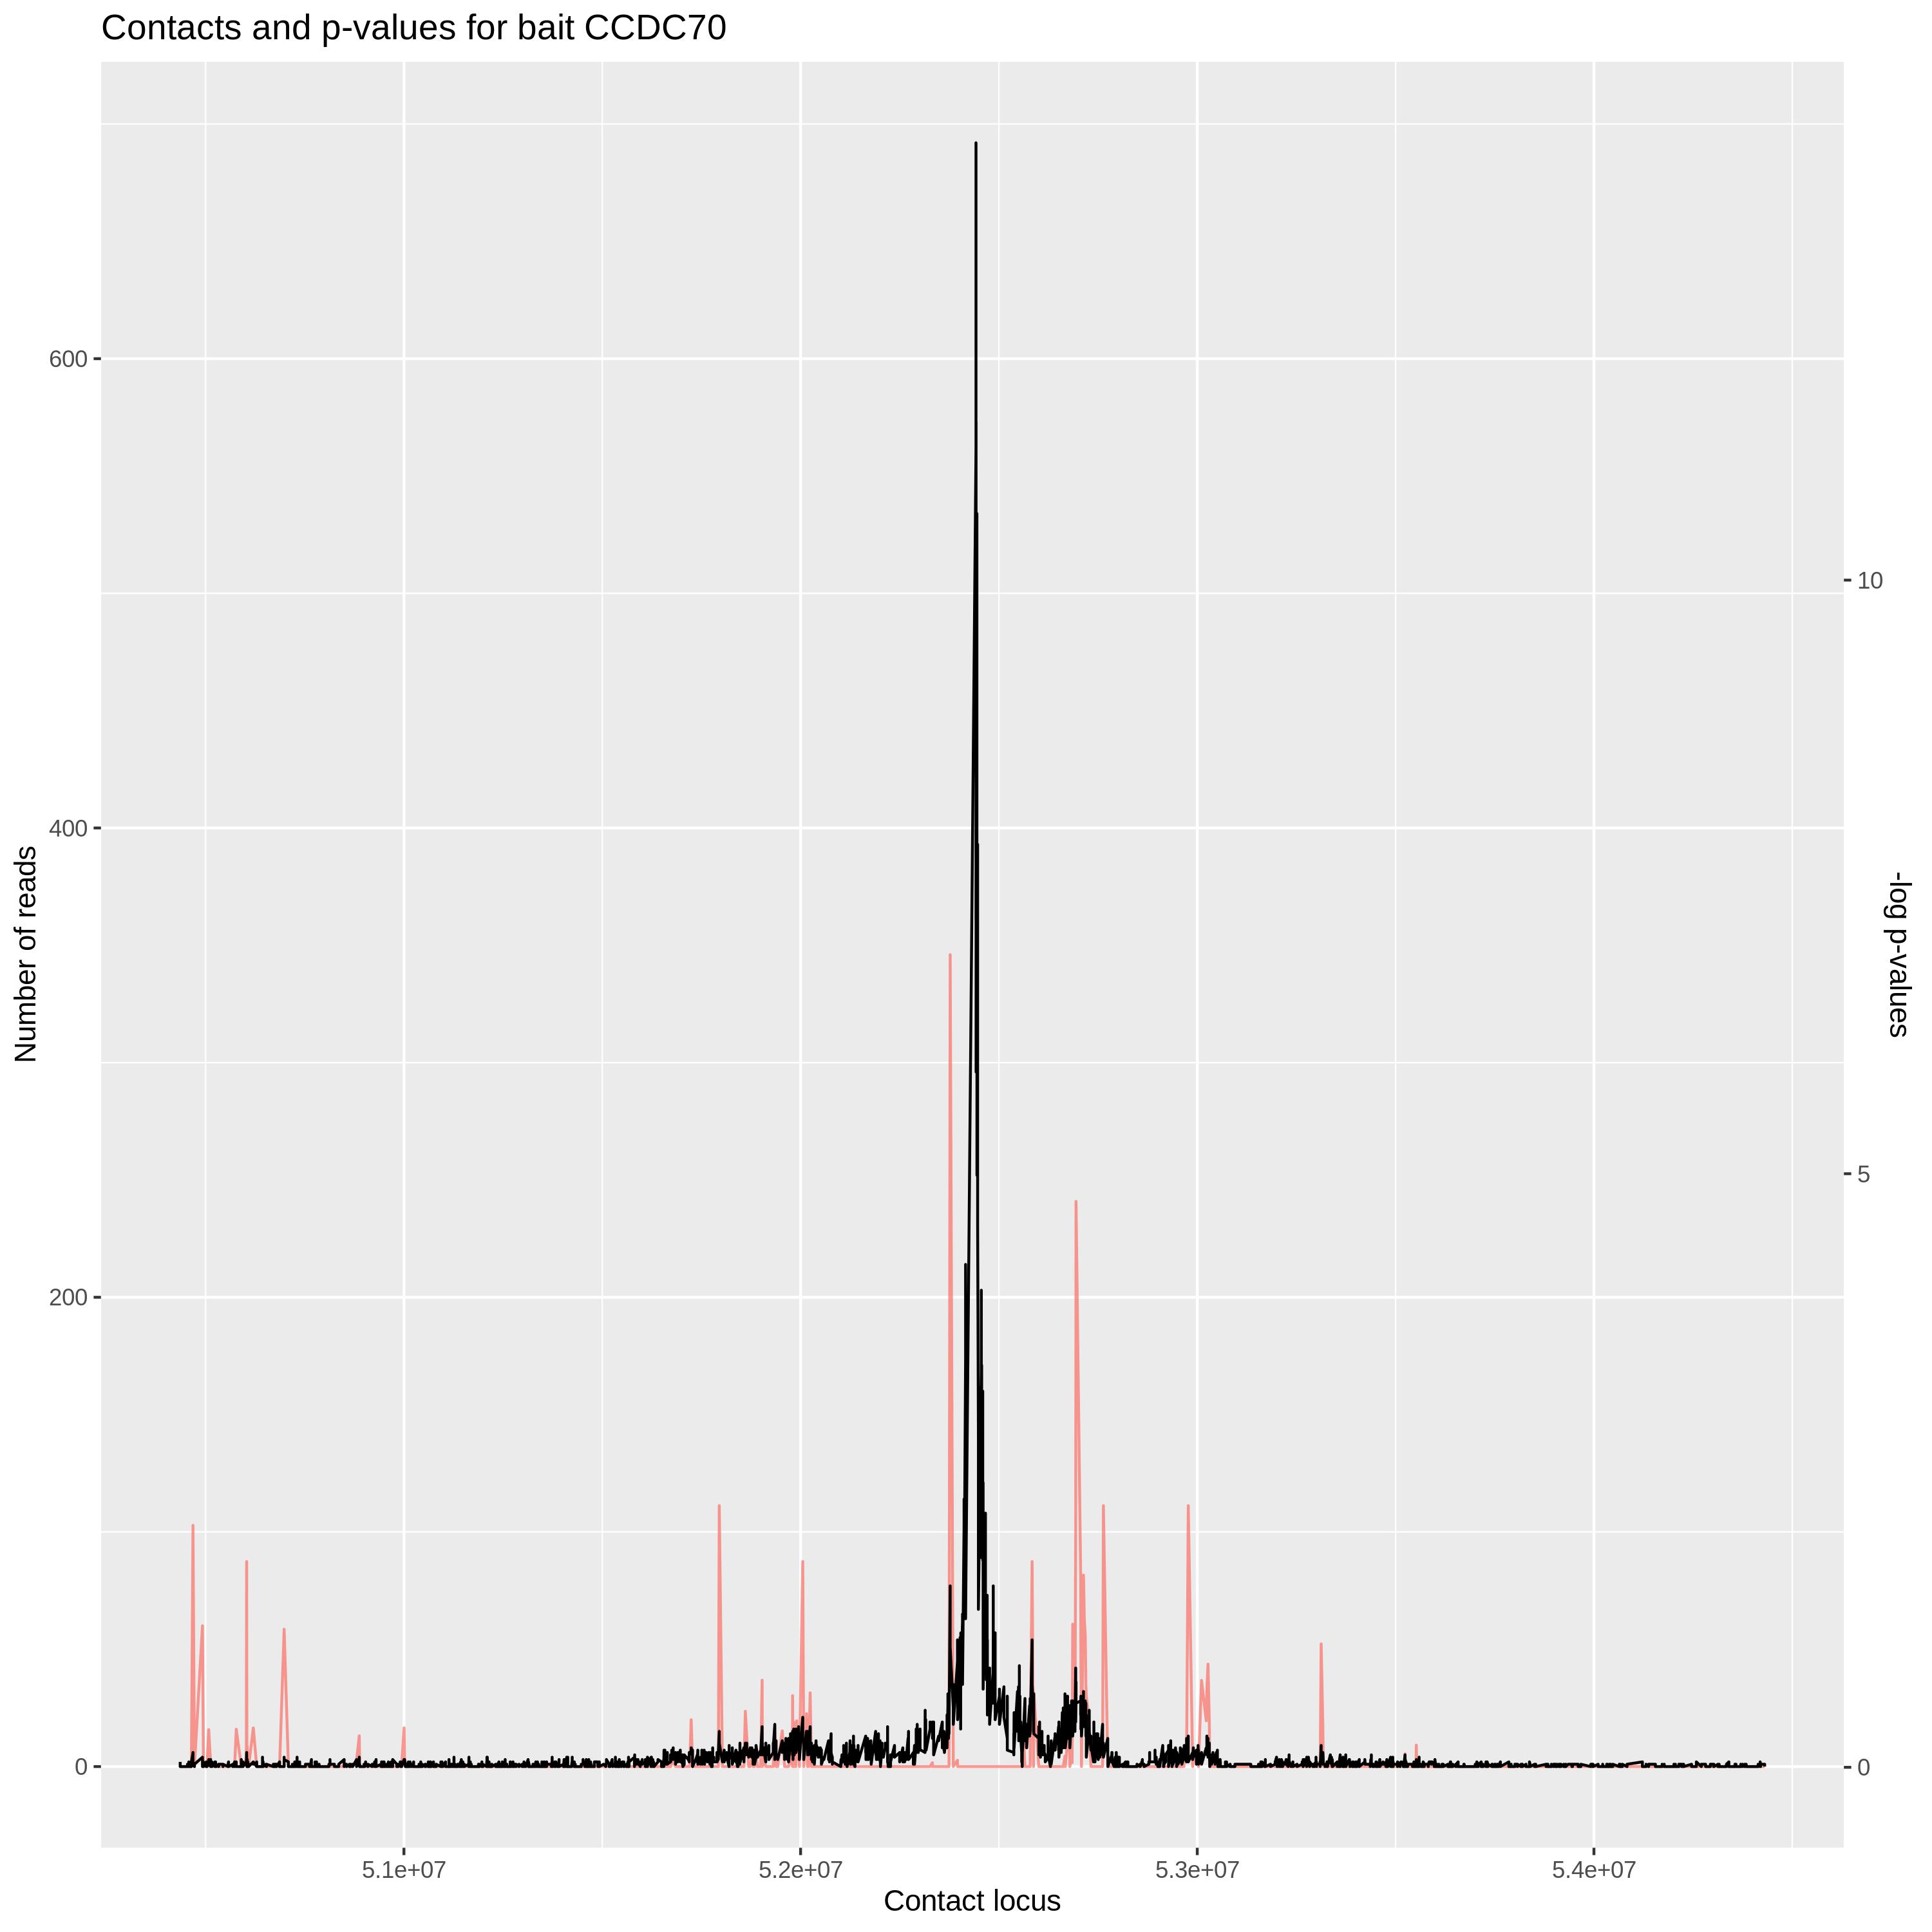 Contacts and p-values for bait CCDC70
600
400
200
0
Number of reads
10
5
0
-log p-values
5.1e+07
5.2e+07
5.3e+07
5.4e+07
Contact locus